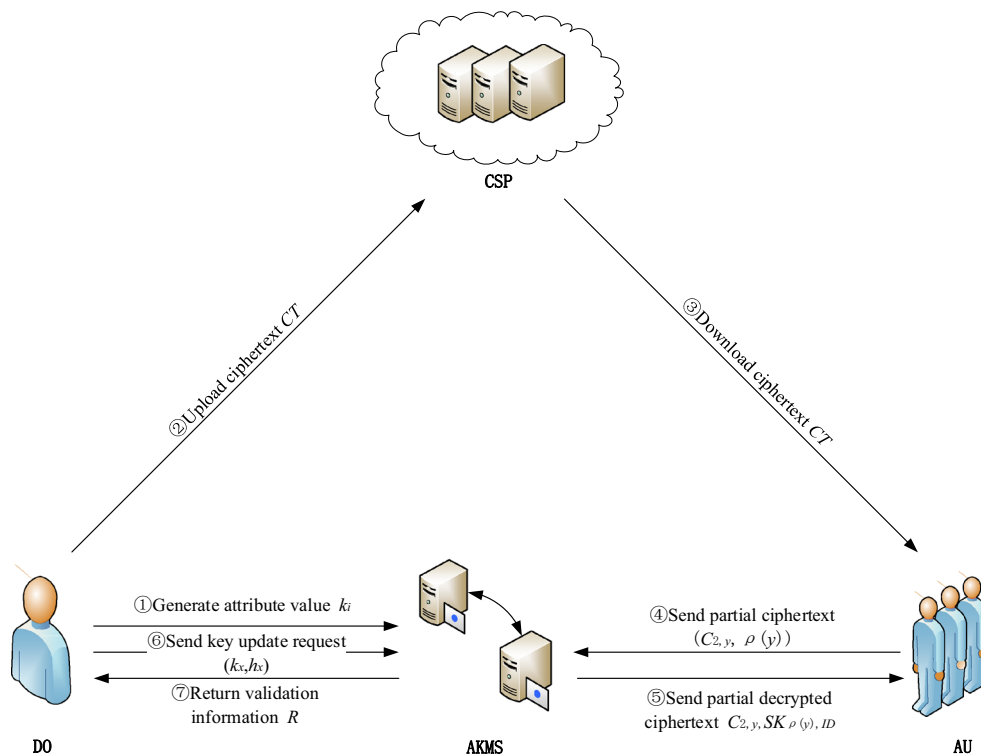 CSP
②Upload ciphertext CT
③Download ciphertext CT
①Generate attribute value ki
⑥Send key update request
(kx,hx)
⑦Return validation
information R
④Send partial ciphertext
(C2, y, ρ(y))
⑤Send partial decrypted
ciphertext C2, y, SK ρ(y), ID
DO
AKMS
AU